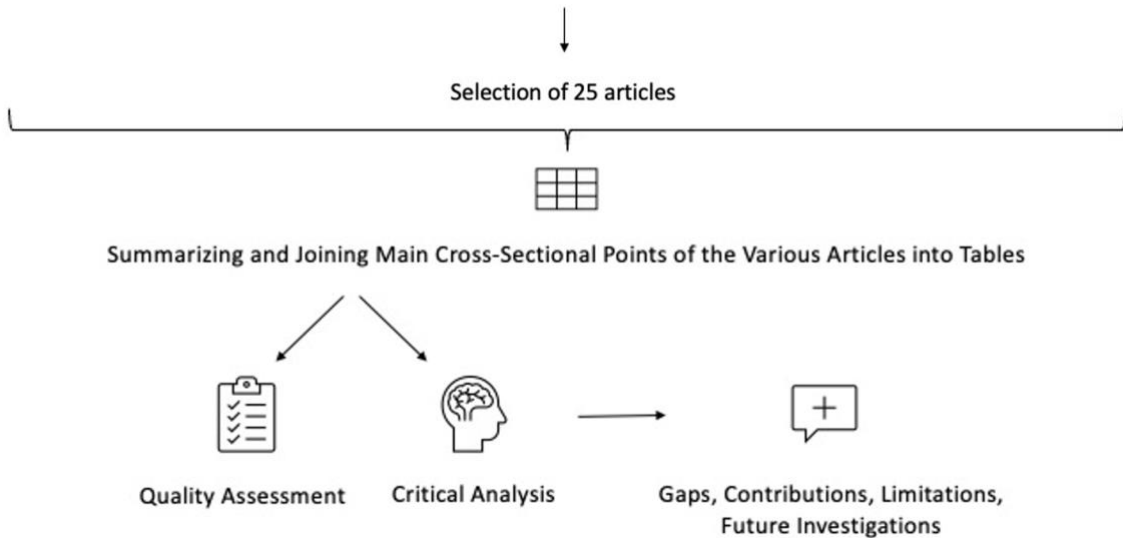 Selection of 25 articles
Summarizing and Joining Main Cross-Sectional Points of the Various Articles into Tables
Quality Assessment
Critical Analysis
Gaps, Contributions, Limitations,
Future Investigations